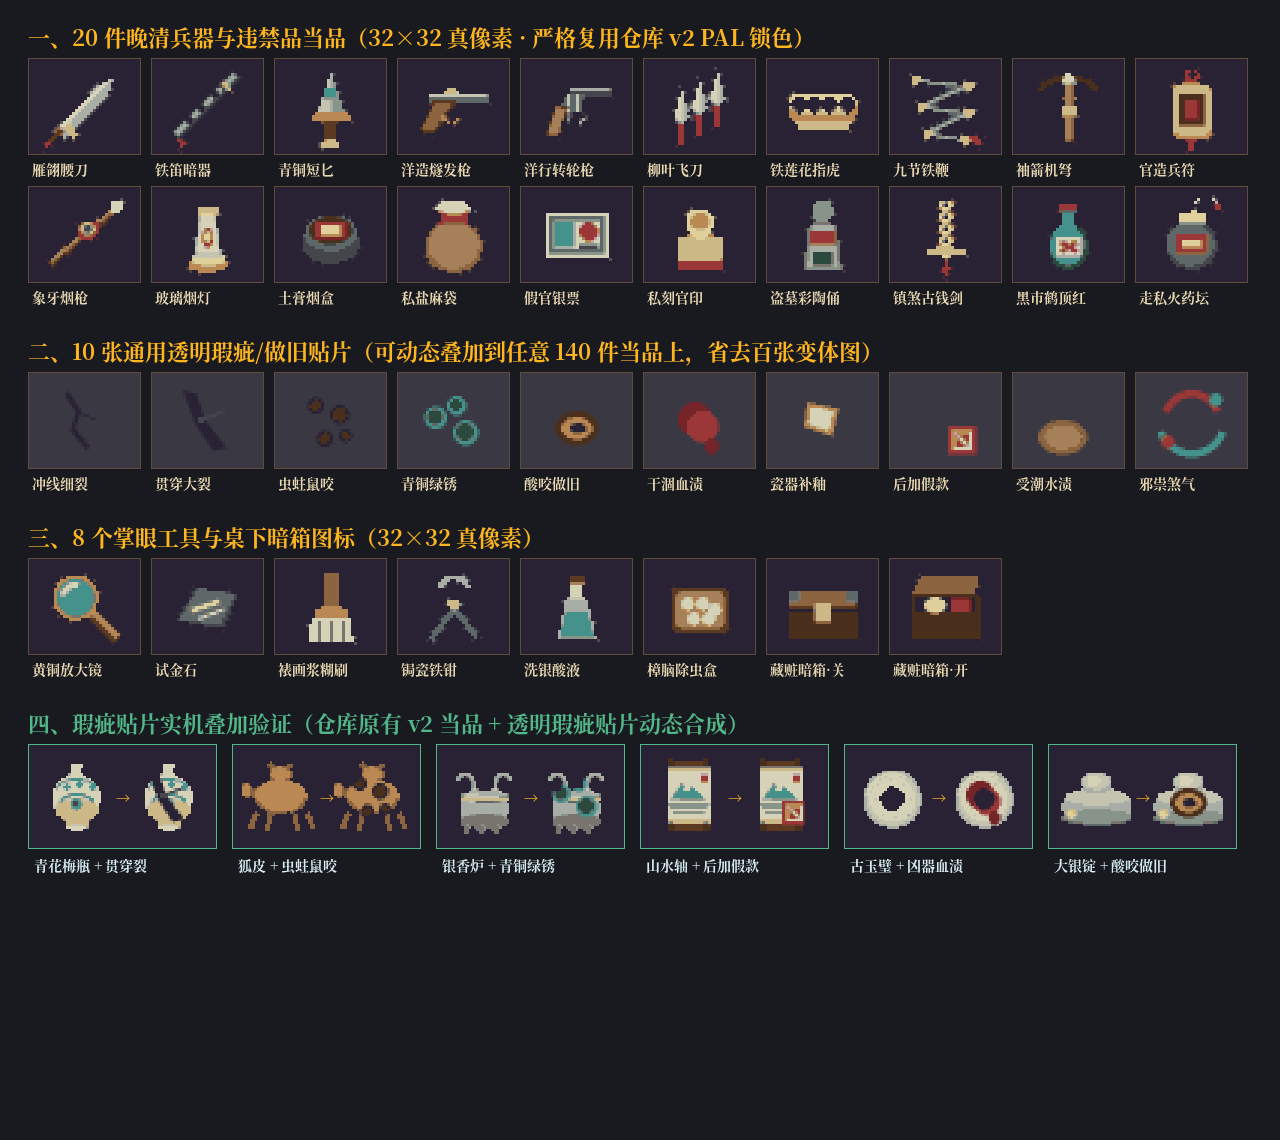 一、20 件晚清兵器与违禁品当品（32×32 真像素 · 严格复用仓库 v2 PAL 锁色）
雁翎腰刀 铁笛暗器 青铜短匕 洋造燧发枪 洋行转轮枪 柳叶飞刀 铁莲花指虎 九节铁鞭 袖箭机弩 官造兵符
象牙烟枪 玻璃烟灯 土膏烟盒 私盐麻袋 假官银票 私刻官印 盗墓彩陶俑 镇煞古钱剑 黑市鹤顶红 走私火药坛
二、10 张通用透明瑕疵/做旧贴片（可动态叠加到任意 140 件当品上，省去百张变体图）
冲线细裂 贯穿大裂 虫蛀鼠咬 青铜绿锈 酸咬做旧 干涸血渍 瓷器补釉 后加假款 受潮水渍 邪祟煞气
三、8 个掌眼工具与桌下暗箱图标（32×32 真像素）
黄铜放大镜 试金石 裱画浆糊刷 锔瓷铁钳 洗银酸液 樟脑除虫盒 藏赃暗箱·关 藏赃暗箱·开
四、瑕疵贴片实机叠加验证（仓库原有 v2 当品 + 透明瑕疵贴片动态合成）
→ → → → → →
青花梅瓶 + 贯穿裂 狐皮 + 虫蛀鼠咬 银香炉 + 青铜绿锈 山水轴 + 后加假款 古玉璧 + 凶器血渍 大银锭 + 酸咬做旧